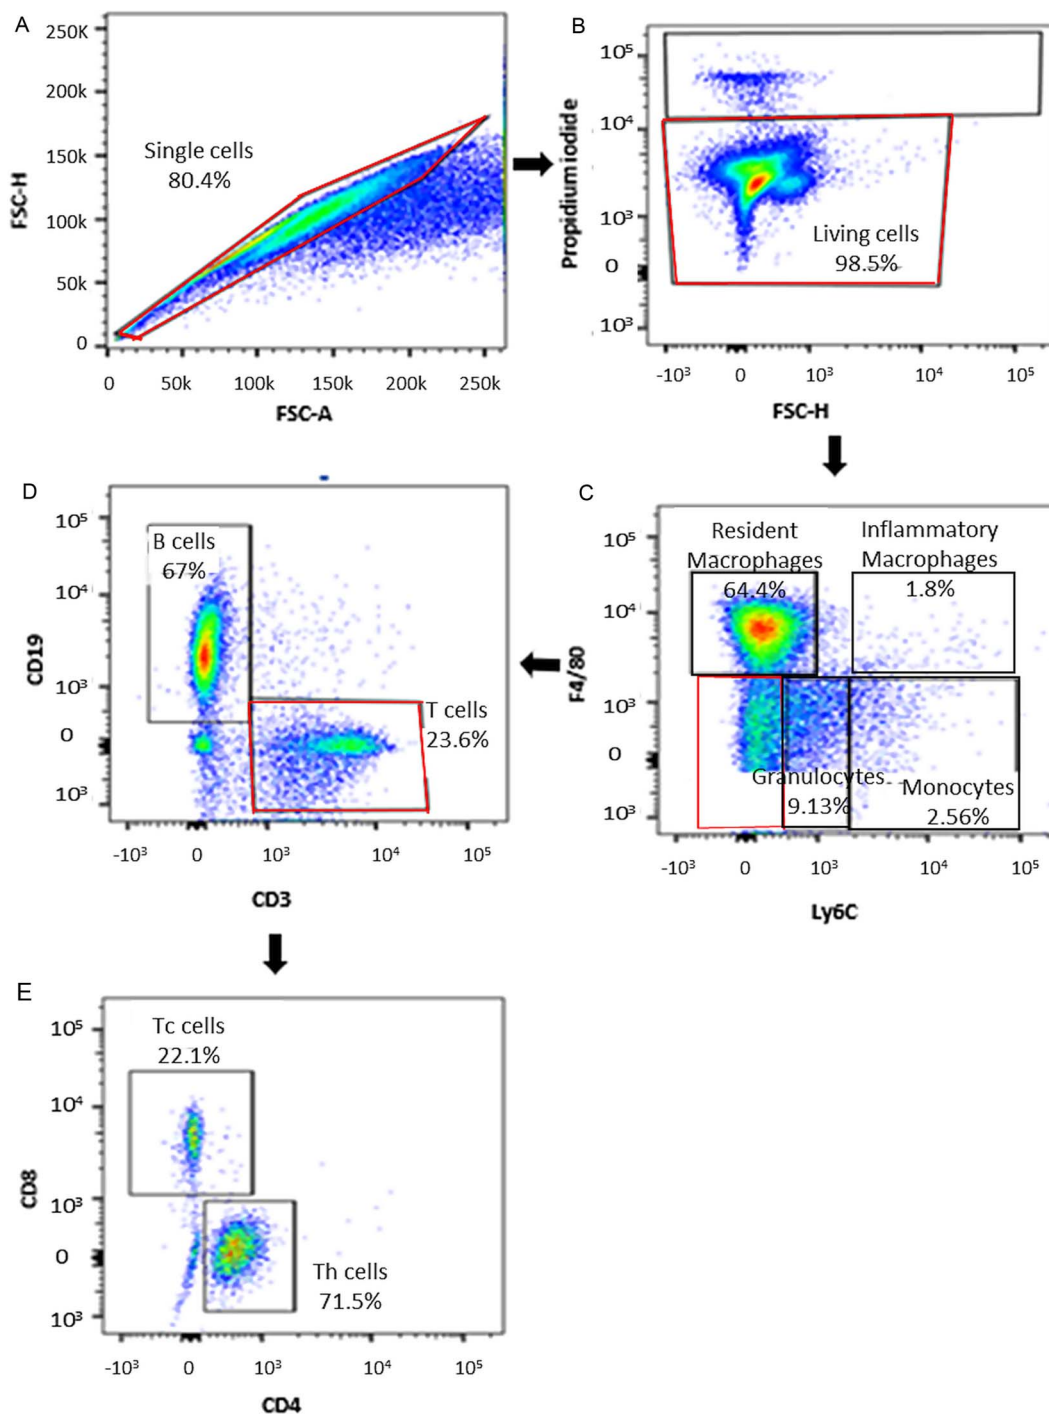 A
250K
200k
150k
100k
50k
0
FSC-H
Single cells
80.4%
0
50k
100k
150k
200k
250k
FSC-A
B
10⁵
10⁴
10³
0
10³
Propidium iodide
Living cells
98.5%
-10³
0
10³
10⁴
10⁵
FSC-H
C
10⁵
10⁴
10³
0
10³
F4/80
Resident
Macrophages
64.4%
Inflammatory
Macrophages
1.8%
Granulocytes
9.13%
Monocytes
2.56%
-10³
0
10³
10⁴
10⁵
Ly6C
D
10⁵
10⁴
10³
0
10³
CD19
B cells
67%
T cells
23.6%
-10³
0
10³
10⁴
10⁵
CD3
E
10⁵
10⁴
10³
0
10³
CD8
Tc cells
22.1%
Th cells
71.5%
-10³
0
10³
10⁴
10⁵
CD4